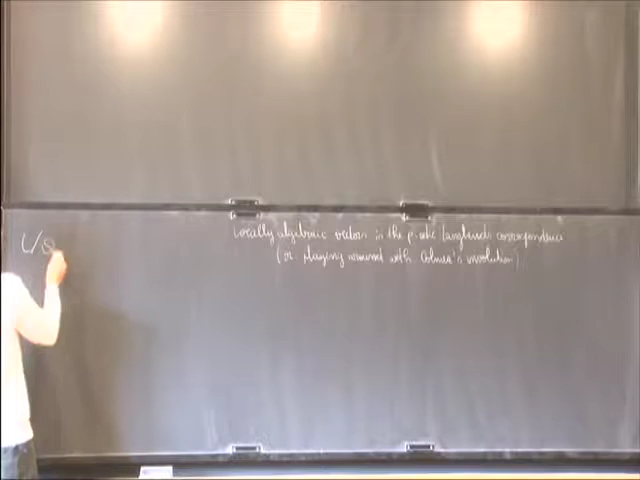 Locally algebraic vectors in the p-adic Langlands correspondence
(or playing around with Colmez's involution)
L/Q